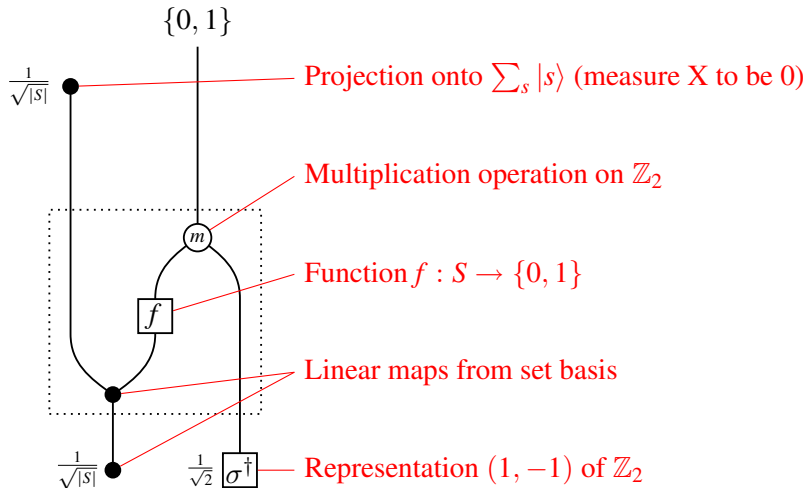 {0, 1}
1/√|S|
Projection onto ∑ₛ |s⟩ (measure X to be 0)
Multiplication operation on ℤ₂
m
Function f : S → {0, 1}
f
Linear maps from set basis
1/√|S|
1/√2
σ†
Representation (1, −1) of ℤ₂